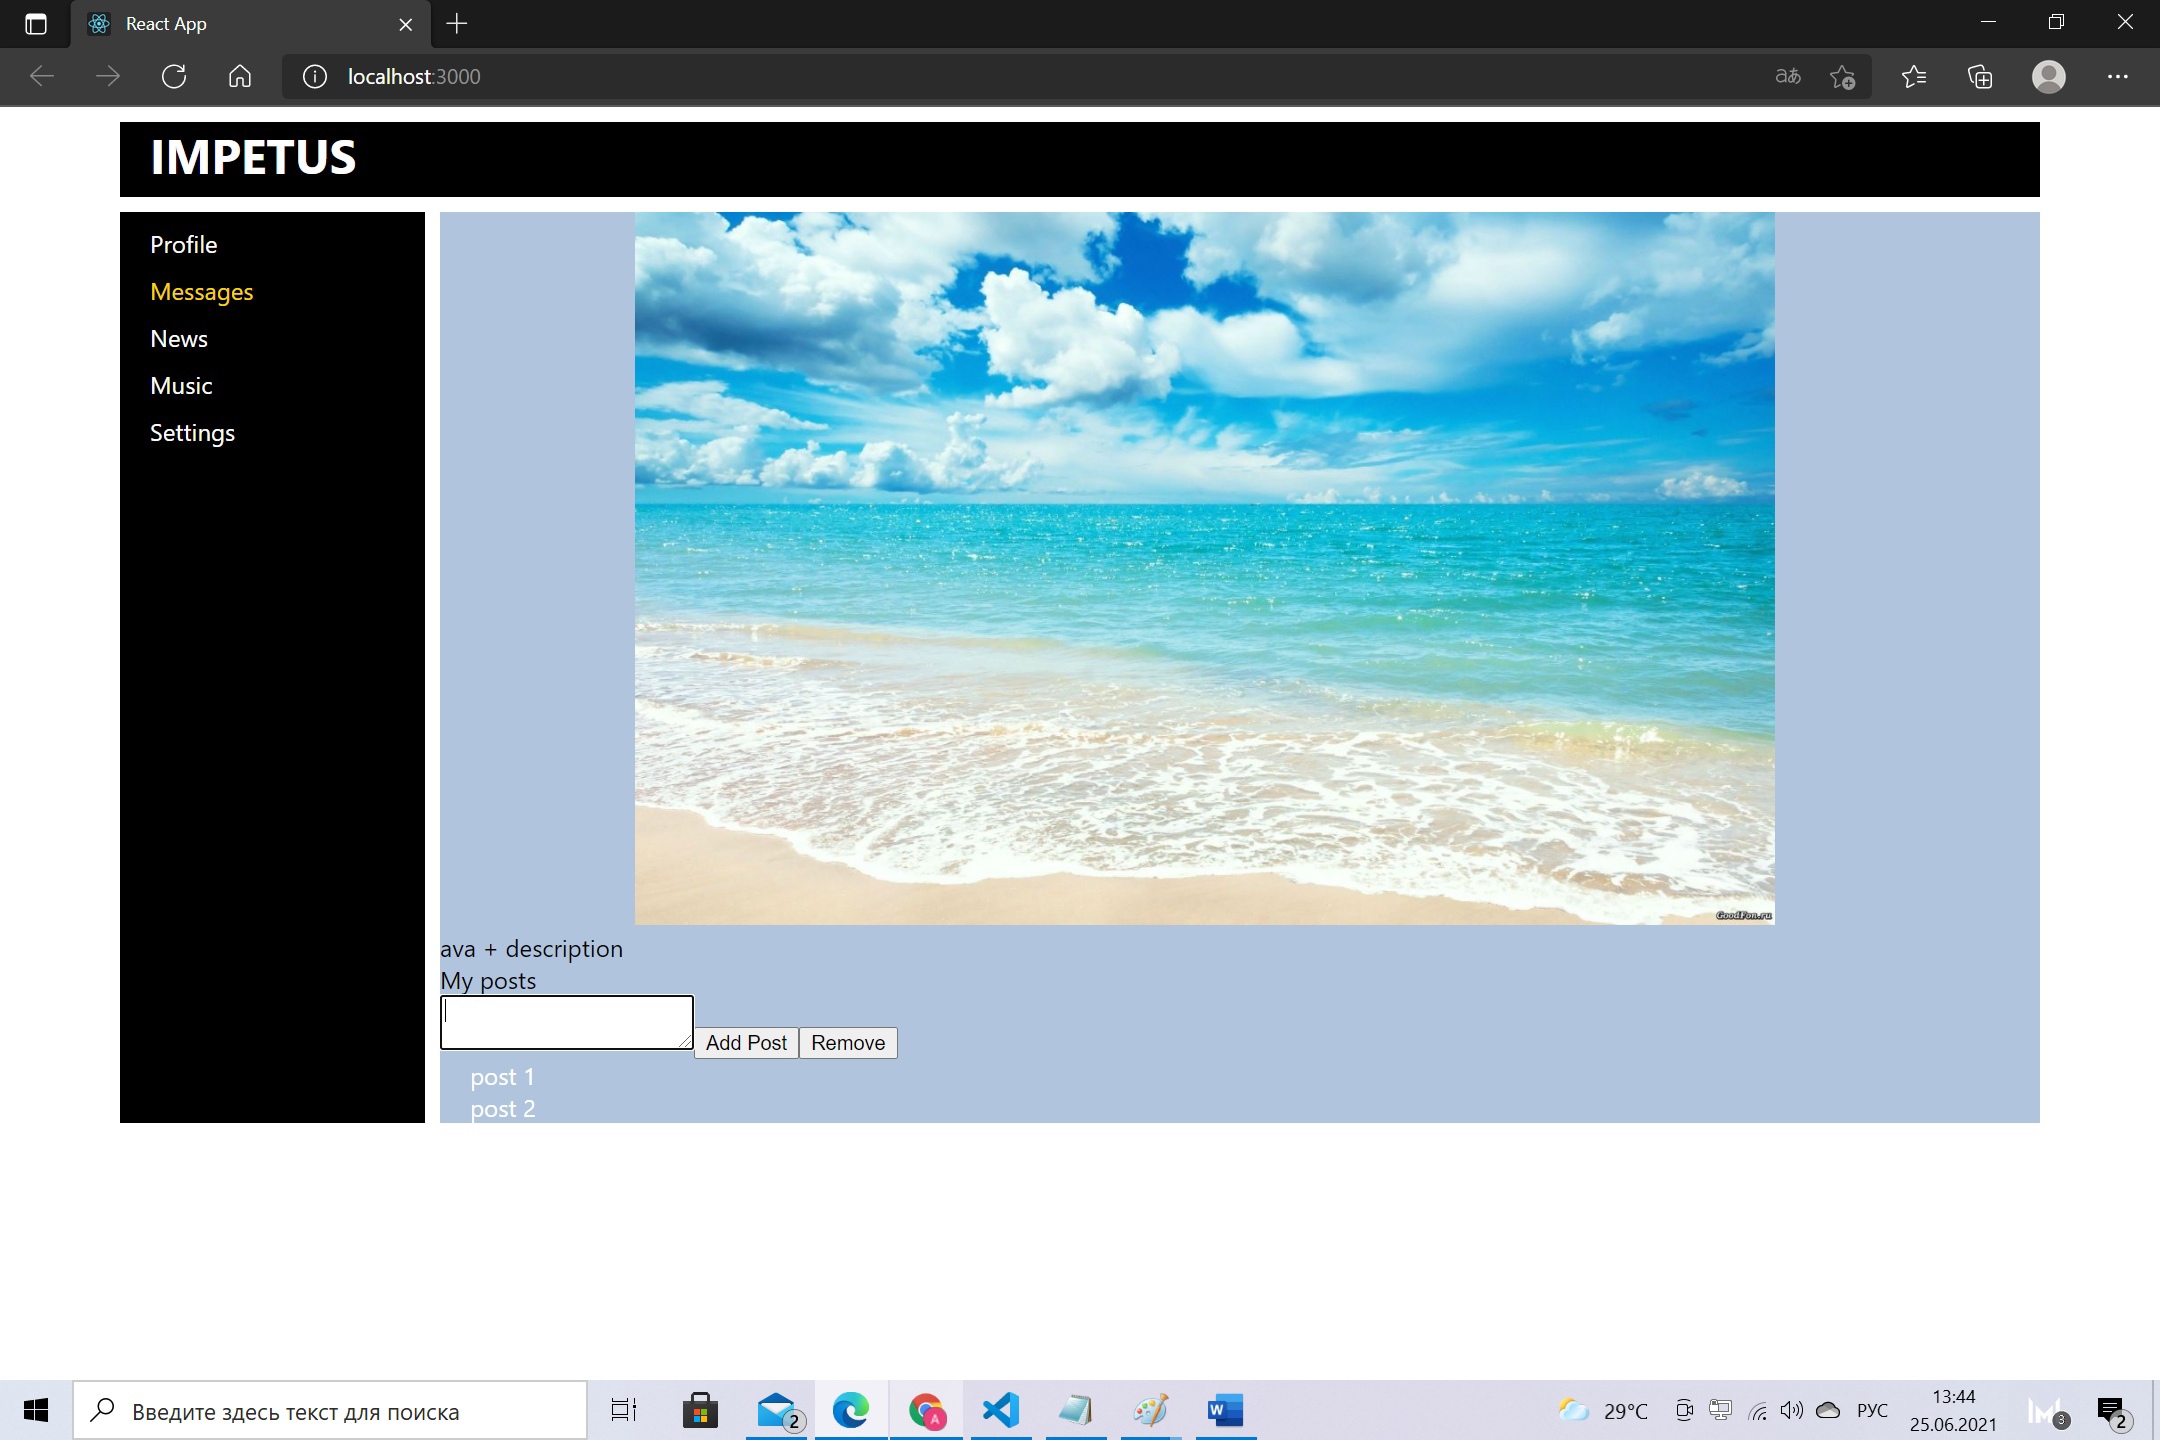 React App
localhost:3000
aあ
IMPETUS
Profile
Messages
News
Music
Settings
GoodFon.ru
ava + description
My posts
Add Post Remove
post 1
post 2
Введите здесь текст для поиска
2
A
W
29°C
РУС
13:44
25.06.2021
M 3
2